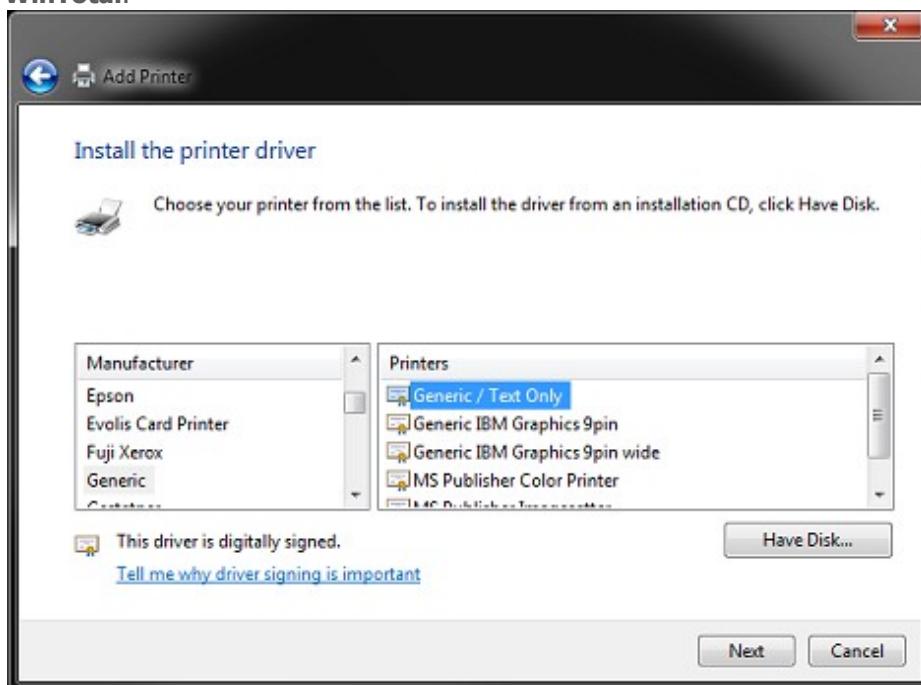 Add Printer
Install the printer driver
Choose your printer from the list. To install the driver from an installation CD, click Have Disk.
Manufacturer
Epson
Evolis Card Printer
Fuji Xerox
Generic
Printers
Generic / Text Only
Generic IBM Graphics 9pin
Generic IBM Graphics 9pin wide
MS Publisher Color Printer
This driver is digitally signed.
Tell me why driver signing is important
Have Disk...
Next
Cancel